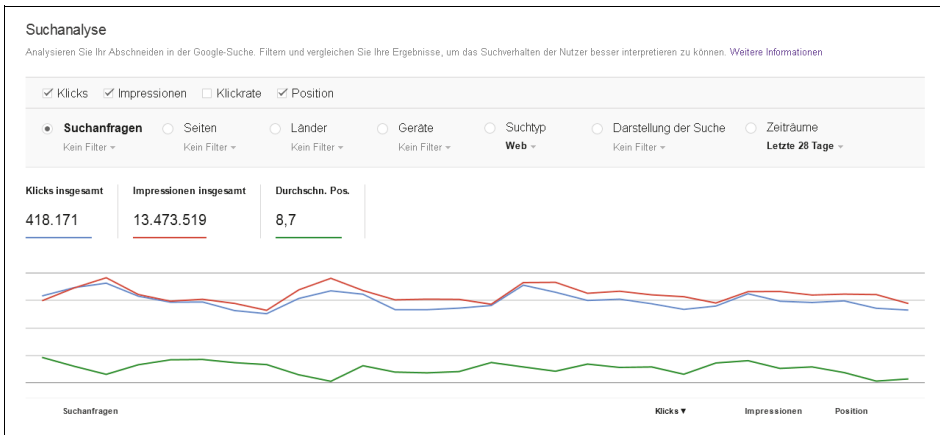 Suchanalyse
Analysieren Sie Ihr Abschneiden in der Google-Suche. Filtern und vergleichen Sie Ihre Ergebnisse, um das Suchverhalten der Nutzer besser interpretieren zu können. Weitere Informationen
Klicks Impressionen Klickrate Position
Suchanfragen Seiten Länder Geräte Suchtyp Darstellung der Suche Zeiträume
Kein Filter Kein Filter Kein Filter Kein Filter Web Kein Filter Letzte 28 Tage
Klicks insgesamt Impressionen insgesamt Durchschn. Pos.
418.171 13.473.519 8,7
Suchanfragen Klicks▼ Impressionen Position